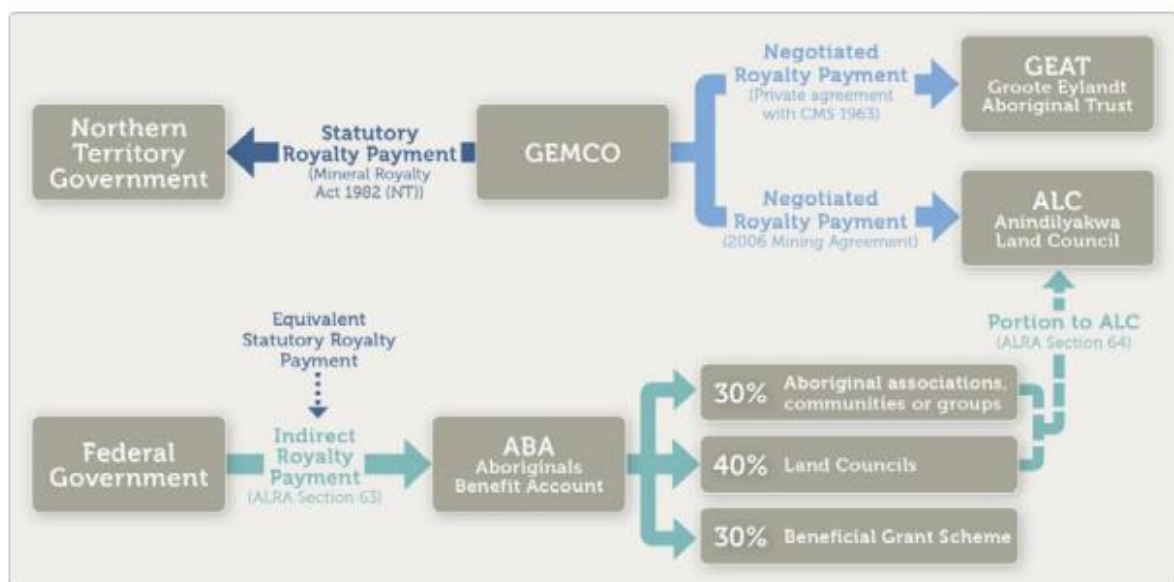 Northern
Territory
Government
Statutory
Royalty Payment
(Mineral Royalty
Act 1982 (NT))
GEMCO
Negotiated
Royalty Payment
(Private agreement
with CMS 1963)
GEAT
Groote Eylandt
Aboriginal Trust
Negotiated
Royalty Payment
(2006 Mining Agreement)
ALC
Anindilyakwa
Land Council
Portion to ALC
(ALRA Section 64)
Equivalent
Statutory Royalty
Payment
Federal
Government
Indirect
Royalty
Payment
(ALRA Section 63)
ABA
Aboriginals
Benefit Account
30% Aboriginal associations,
communities or groups
40% Land Councils
30% Beneficial Grant Scheme